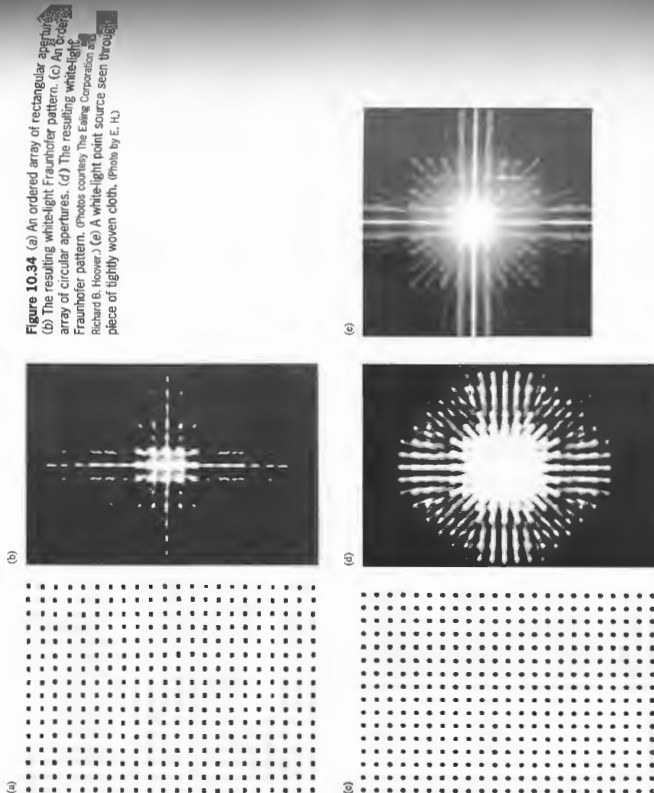 (a)
(b)
Figure 10.34 (a) An ordered array of rectangular apertures.
(b) The resulting white-light Fraunhofer pattern. (c) An ordered
array of circular apertures. (d) The resulting white-light
Fraunhofer pattern. (Photos courtesy The Ealing Corporation and
Richard B. Hoover.) (e) A white-light point source seen through
piece of tightly woven cloth. (Photo by E. H.)
(c)
(d)
(e)